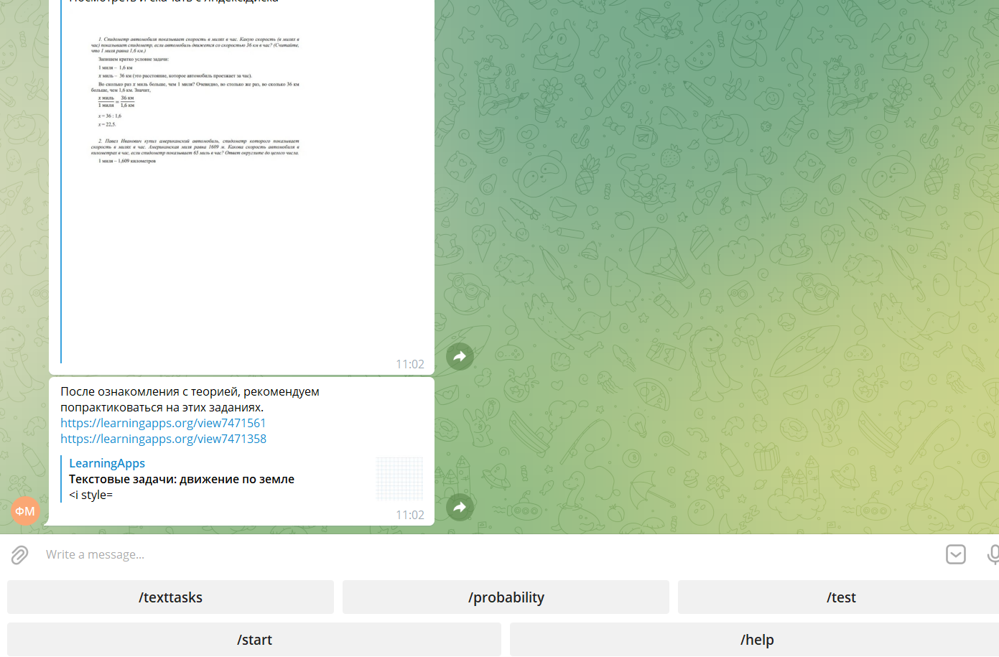 Посмотреть и скачать с Яндекс.Диска
1. Спидометр автомобиля показывает скорость в милях в час. Какую скорость (в милях в
час) показывает спидометр, если автомобиль движется со скоростью 36 км в час? (Считайте,
что 1 миля равна 1,6 км.)
Запишем кратко условие задачи:
1 миля – 1,6 км
x миль – 36 км (это расстояние, которое автомобиль проезжает за час).
Во сколько раз x миль больше, чем 1 миля? Очевидно, во столько же раз, во сколько 36 км
больше, чем 1,6 км. Значит,
x миль = 36 км
1 миля 1,6 км
x = 36 : 1,6
x = 22,5.
2. Павел Иванович купил американский автомобиль, спидометр которого показывает
скорость в милях в час. Американская миля равна 1609 м. Какова скорость автомобиля в
километрах в час, если спидометр показывает 65 миль в час? Ответ округлите до целого числа.
1 миля – 1,609 километров
11:02
После ознакомления с теорией, рекомендуем
попрактиковаться на этих заданиях.
https://learningapps.org/view7471561
https://learningapps.org/view7471358
LearningApps
Текстовые задачи: движение по земле
<i style=
11:02
ФМ
Write a message...
/texttasks
/probability
/test
/start
/help